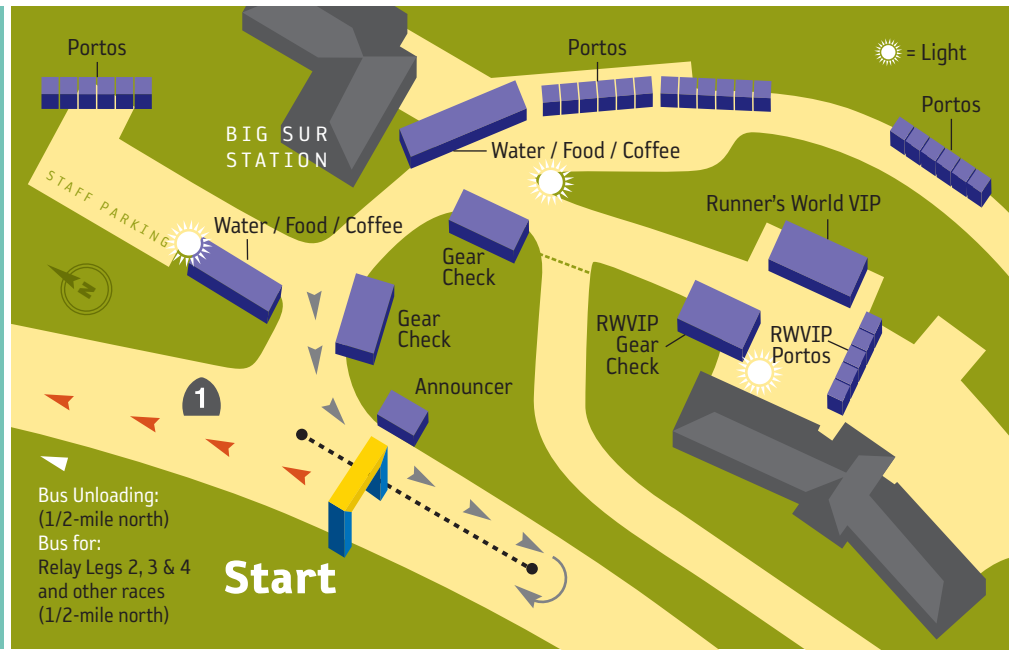 Portos
Portos
= Light
Portos
BIG SUR
STATION
Water / Food / Coffee
STAFF PARKING
Water / Food / Coffee
Runner's World VIP
Gear
Check
N
Gear
Check
RWVIP
Gear
Check
RWVIP
Portos
Announcer
1
Bus Unloading:
(1/2-mile north)
Bus for:
Relay Legs 2, 3 & 4
and other races
(1/2-mile north)
Start